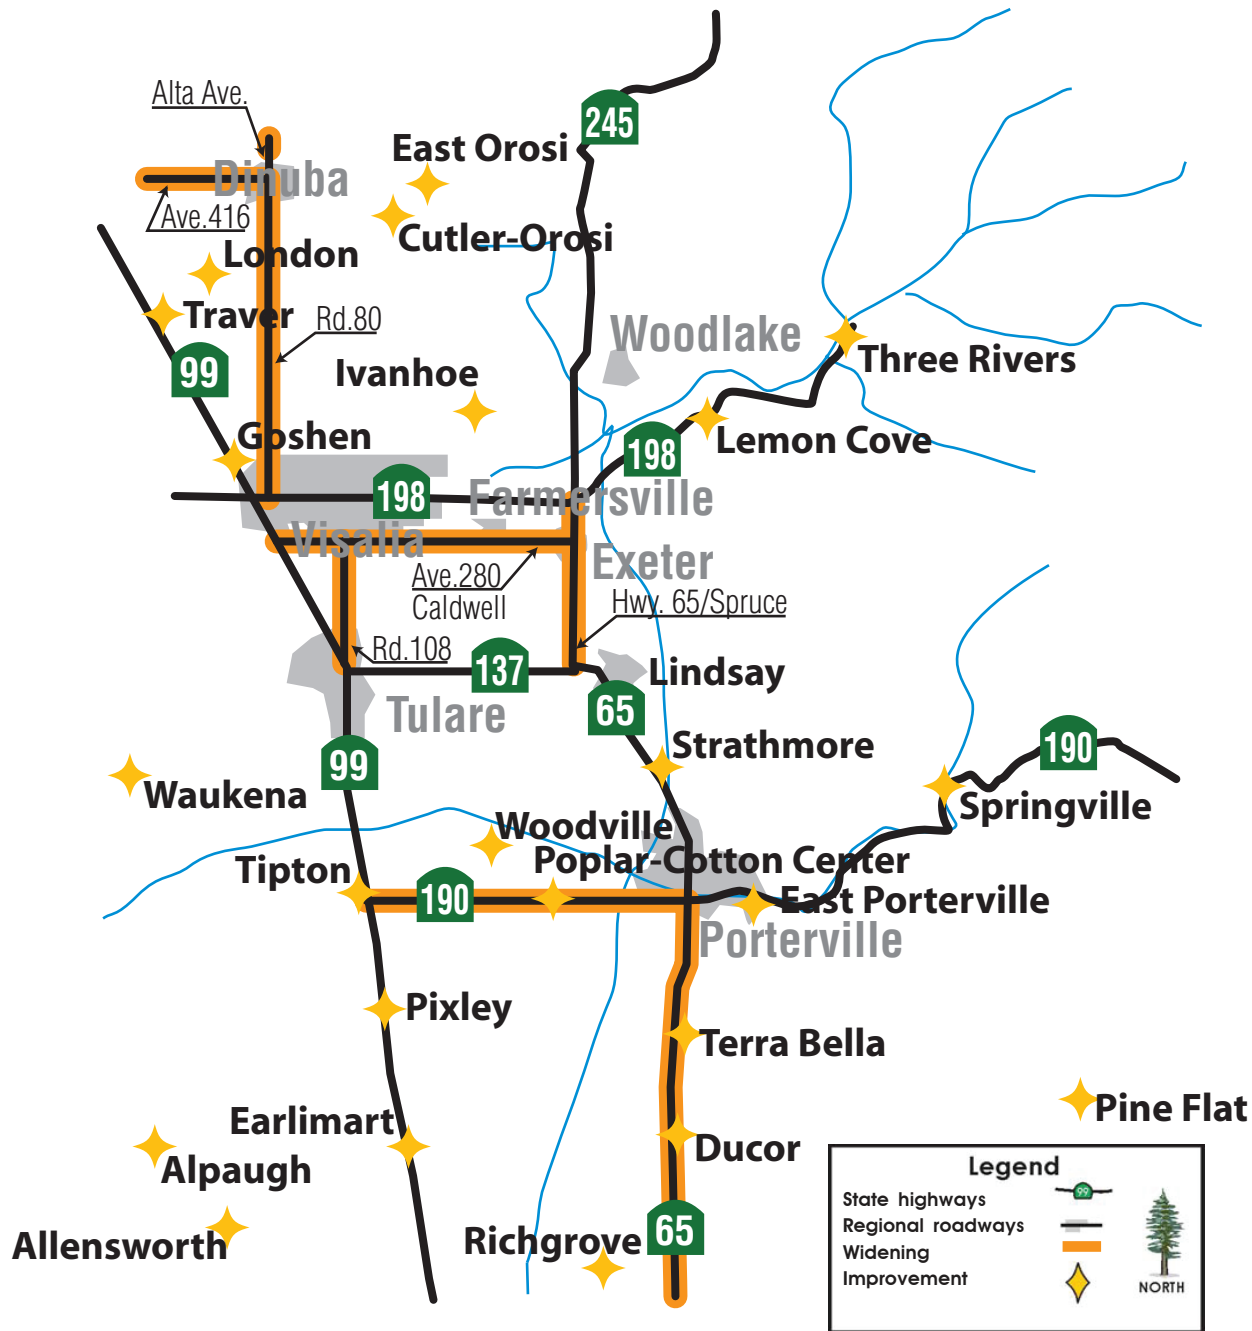 Alta Ave.
245
East Orosi
Dinuba
Ave.416
Cutler-Orosi
London
Traver
Rd.80
Woodlake
Three Rivers
99
Ivanhoe
Goshen
Lemon Cove
198
198
Farmersville
Visalia
Exeter
Ave.280
Caldwell
Hwy. 65/Spruce
Rd.108
137
Lindsay
65
Tulare
Strathmore
190
99
Waukena
Springville
Woodville
Poplar-Cotton Center
Tipton
190
East Porterville
Porterville
Pixley
Terra Bella
Pine Flat
Earlimart
Ducor
Alpaugh
Allensworth
Richgrove
65
Legend
State highways
99
Regional roadways
Widening
Improvement
NORTH